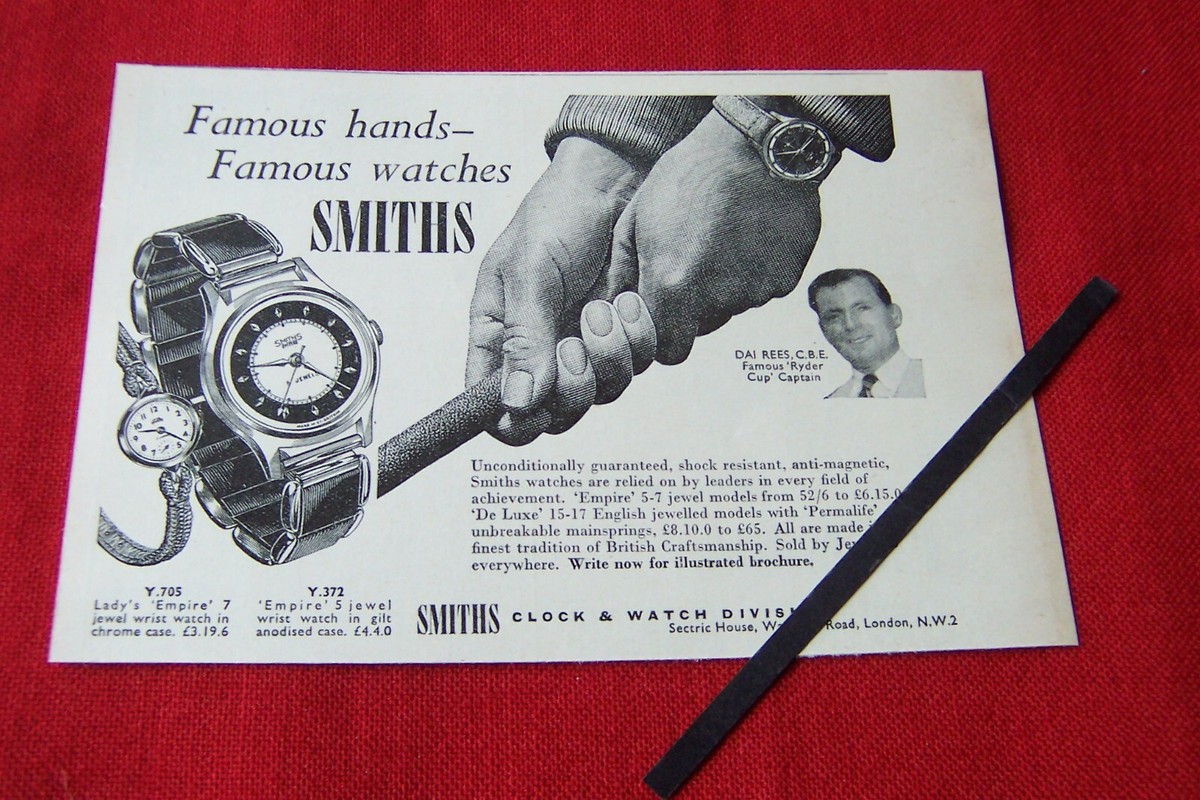 Famous hands—
Famous watches
SMITHS
SMITHS
EMPIRE
JEWEL
DAI REES, C.B.E.
Famous 'Ryder
Cup' Captain
Unconditionally guaranteed, shock resistant, anti-magnetic,
Smiths watches are relied on by leaders in every field of
achievement. 'Empire' 5-7 jewel models from 52/6 to £6.15.0
'De Luxe' 15-17 English jewelled models with 'Permalife'
unbreakable mainsprings, £8.10.0 to £65. All are made
finest tradition of British Craftsmanship. Sold by
everywhere. Write now for illustrated brochure.
Y.705
Lady's 'Empire' 7
jewel wrist watch in
chrome case. £3.19.6
Y.372
'Empire' 5 jewel
wrist watch in gilt
anodised case. £4.4.0
SMITHS CLOCK & WATCH
Sectric House, Road, London, N.W.2